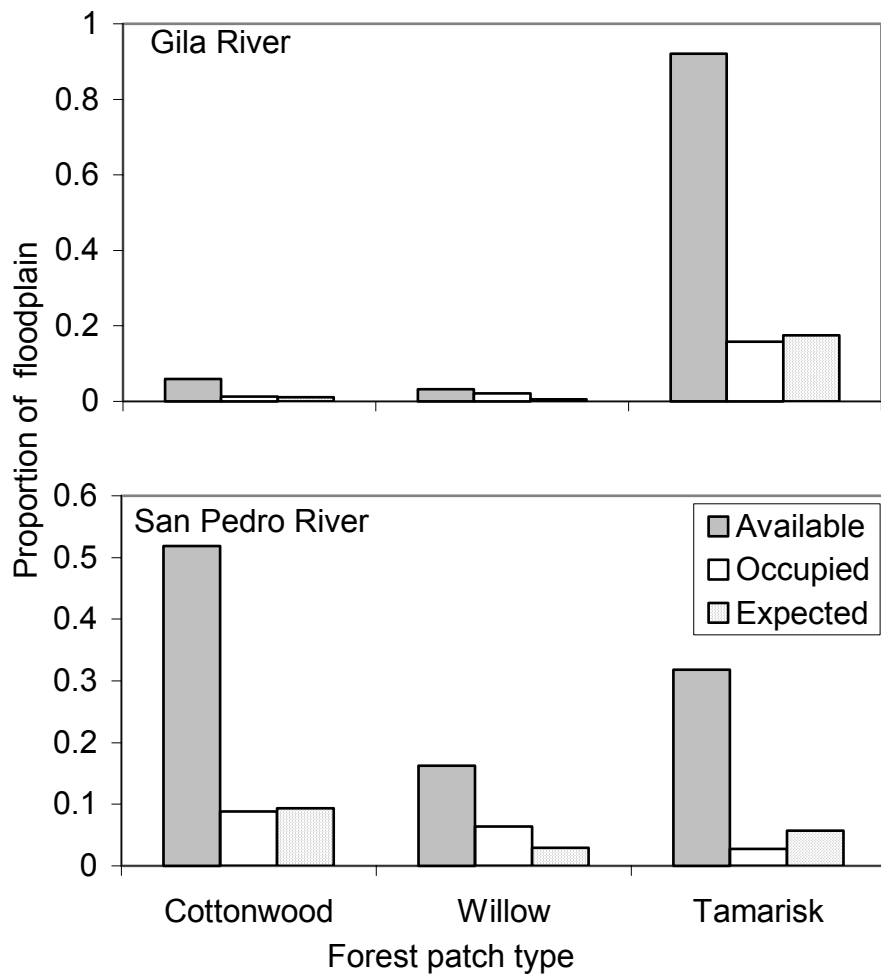 Proportion of floodplain
1
0.8
0.6
0.4
0.2
0
Gila River
0.6
0.5
0.4
0.3
0.2
0.1
0
San Pedro River
Available
Occupied
Expected
Cottonwood Willow Tamarisk
Forest patch type